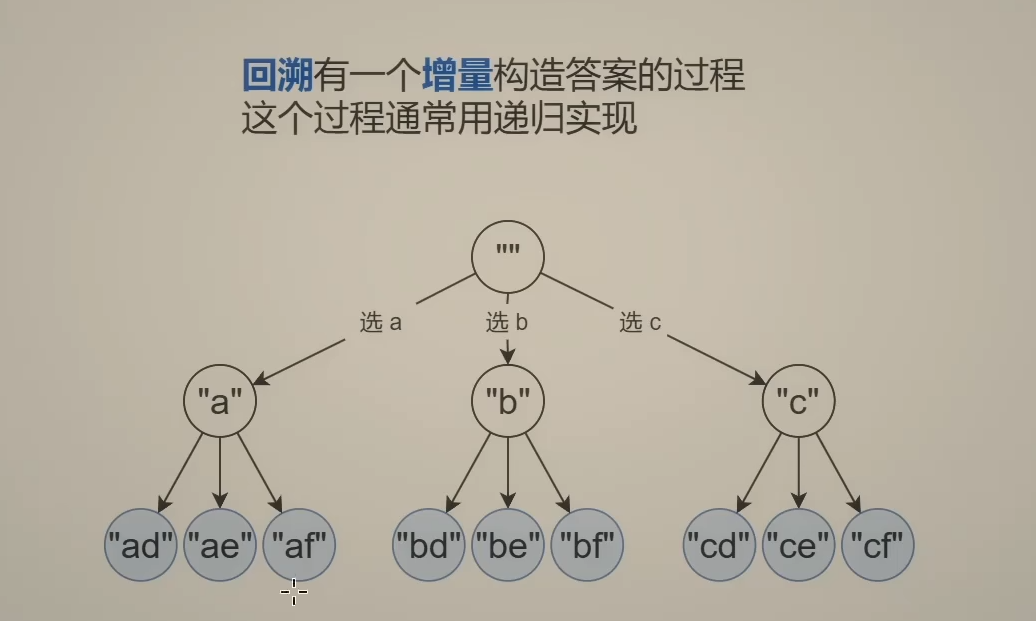 回溯有一个增量构造答案的过程
这个过程通常用递归实现
""
选 a
选 b
选 c
"a"
"b"
"c"
"ad"
"ae"
"af"
"bd"
"be"
"bf"
"cd"
"ce"
"cf"